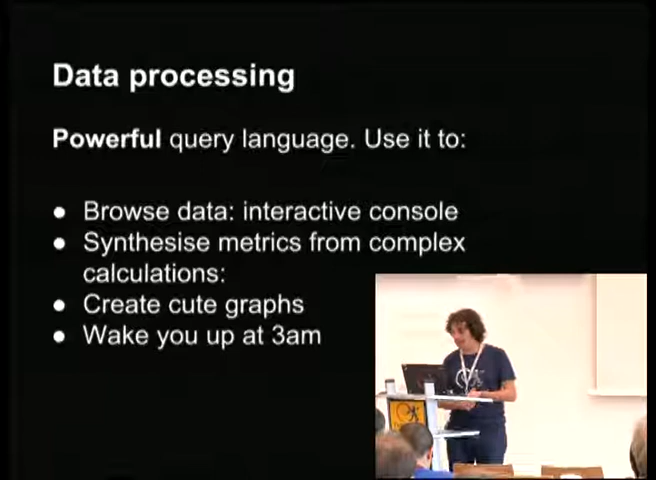 Data processing
Powerful query language. Use it to:
● Browse data: interactive console
● Synthesise metrics from complex
calculations:
● Create cute graphs
● Wake you up at 3am